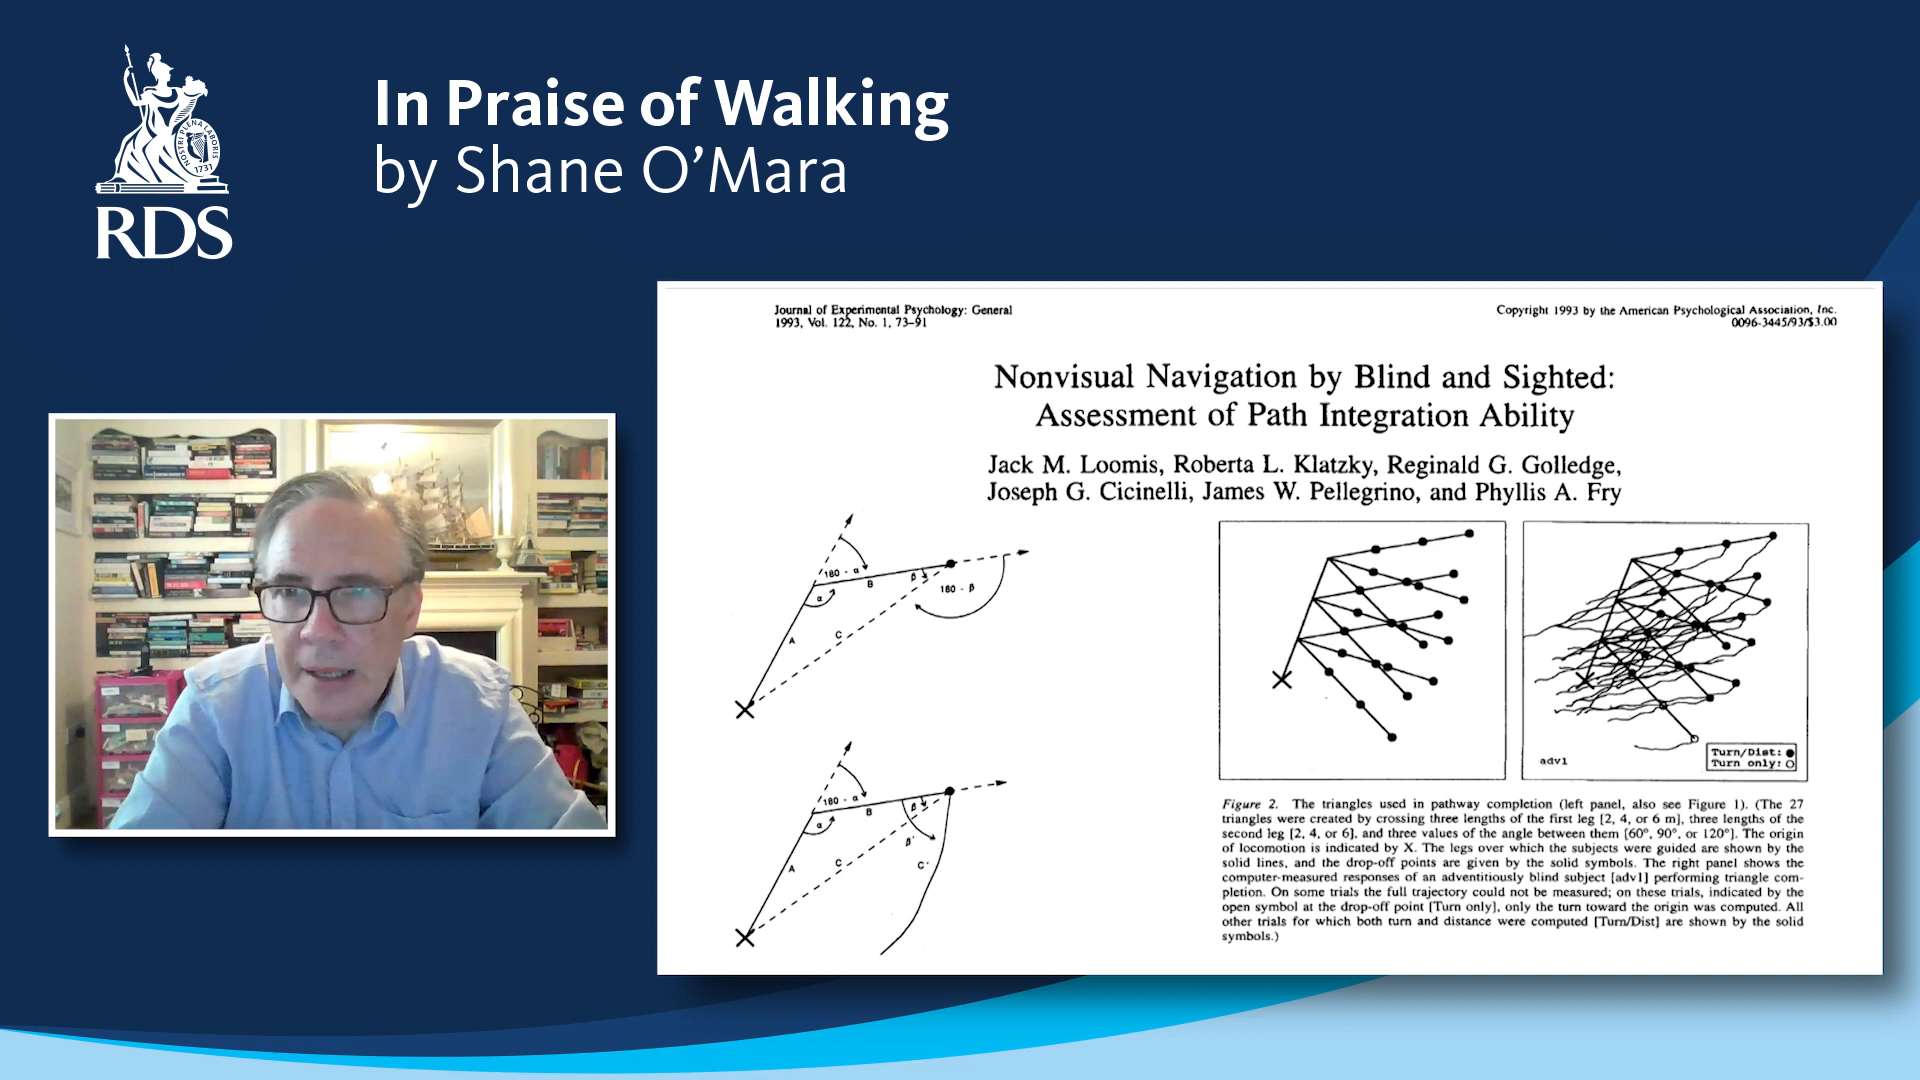 NOSTRI PLENA LABORIS
1731
RDS
In Praise of Walking
by Shane O’Mara
Journal of Experimental Psychology: General
1993, Vol. 122, No. 1, 73–91
Copyright 1993 by the American Psychological Association, Inc.
0096-3445/93/$3.00
Nonvisual Navigation by Blind and Sighted:
Assessment of Path Integration Ability
Jack M. Loomis, Roberta L. Klatzky, Reginald G. Golledge,
Joseph G. Cicinelli, James W. Pellegrino, and Phyllis A. Fry
180 - α
B
β
180 - β
α
A
C
180 - α
B
β
α
β'
A
C
C'
adv1
Turn/Dist:
Turn only:
Figure 2. The triangles used in pathway completion (left panel, also see Figure 1). (The 27
triangles were created by crossing three lengths of the first leg [2, 4, or 6 m], three lengths of the
second leg [2, 4, or 6], and three values of the angle between them [60°, 90°, or 120°]. The origin
of locomotion is indicated by X. The legs over which the subjects were guided are shown by the
solid lines, and the drop-off points are given by the solid symbols. The right panel shows the
computer-measured responses of an adventitiously blind subject [adv1] performing triangle com-
pletion. On some trials the full trajectory could not be measured; on these trials, indicated by the
open symbol at the drop-off point [Turn only], only the turn toward the origin was computed. All
other trials for which both turn and distance were computed [Turn/Dist] are shown by the solid
symbols.)